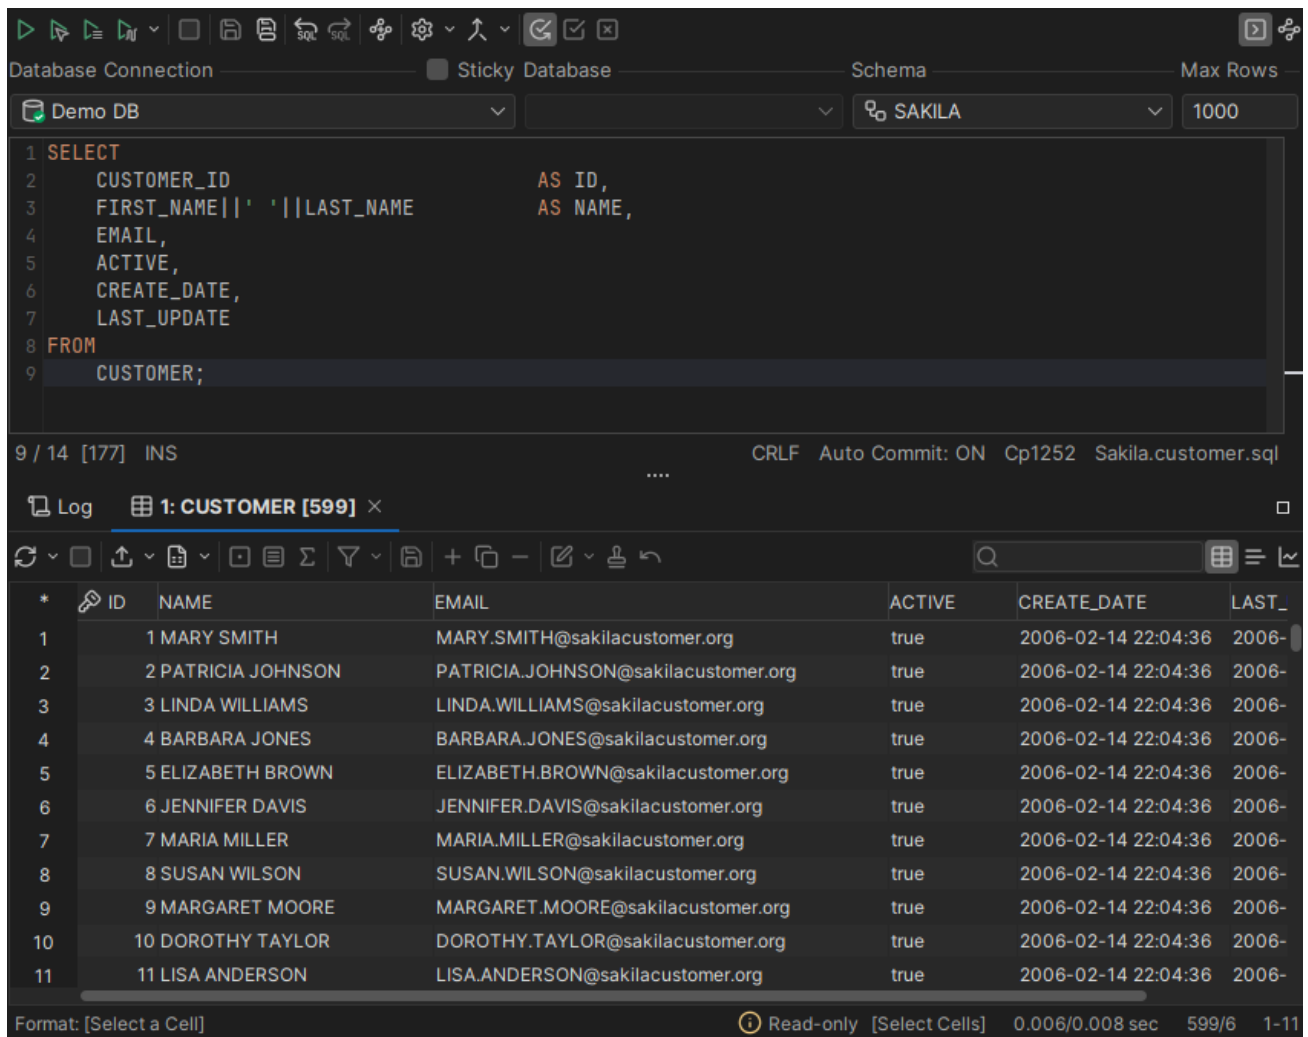 SQL SQL
Database Connection Sticky Database Schema Max Rows
Demo DB SAKILA 1000
1 SELECT
2 CUSTOMER_ID AS ID,
3 FIRST_NAME||' '||LAST_NAME AS NAME,
4 EMAIL,
5 ACTIVE,
6 CREATE_DATE,
7 LAST_UPDATE
8 FROM
9 CUSTOMER;
9 / 14 [177] INS CRLF Auto Commit: ON Cp1252 Sakila.customer.sql
Log 1: CUSTOMER [599]
* ID NAME EMAIL ACTIVE CREATE_DATE LAST_
1 1 MARY SMITH MARY.SMITH@sakilacustomer.org true 2006-02-14 22:04:36 2006-
2 2 PATRICIA JOHNSON PATRICIA.JOHNSON@sakilacustomer.org true 2006-02-14 22:04:36 2006-
3 3 LINDA WILLIAMS LINDA.WILLIAMS@sakilacustomer.org true 2006-02-14 22:04:36 2006-
4 4 BARBARA JONES BARBARA.JONES@sakilacustomer.org true 2006-02-14 22:04:36 2006-
5 5 ELIZABETH BROWN ELIZABETH.BROWN@sakilacustomer.org true 2006-02-14 22:04:36 2006-
6 6 JENNIFER DAVIS JENNIFER.DAVIS@sakilacustomer.org true 2006-02-14 22:04:36 2006-
7 7 MARIA MILLER MARIA.MILLER@sakilacustomer.org true 2006-02-14 22:04:36 2006-
8 8 SUSAN WILSON SUSAN.WILSON@sakilacustomer.org true 2006-02-14 22:04:36 2006-
9 9 MARGARET MOORE MARGARET.MOORE@sakilacustomer.org true 2006-02-14 22:04:36 2006-
10 10 DOROTHY TAYLOR DOROTHY.TAYLOR@sakilacustomer.org true 2006-02-14 22:04:36 2006-
11 11 LISA ANDERSON LISA.ANDERSON@sakilacustomer.org true 2006-02-14 22:04:36 2006-
Format: [Select a Cell] Read-only [Select Cells] 0.006/0.008 sec 599/6 1-11